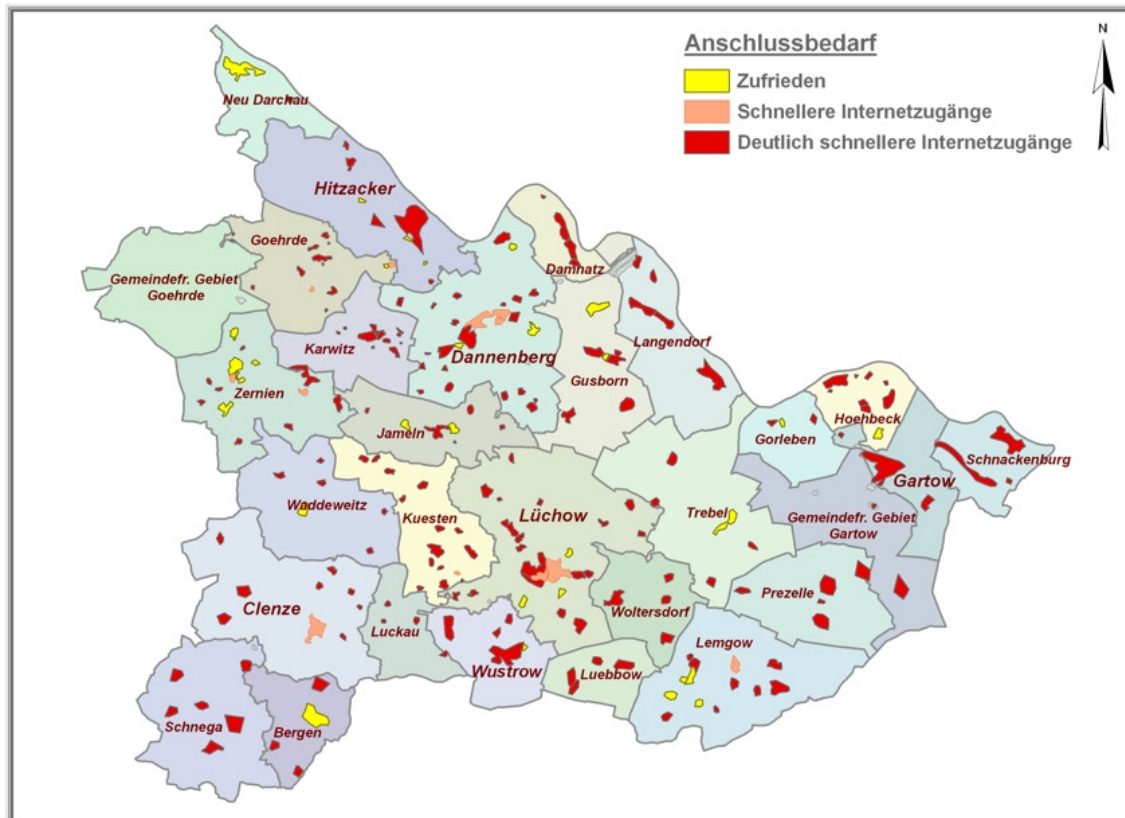 Anschlussbedarf
Zufrieden
Schnellere Internetzugänge
Deutlich schnellere Internetzugänge
N
Neu Darchau
Hitzacker
Goehrde
Gemeindefr. Gebiet
Goehrde
Damnatz
Langendorf
Karwitz
Dannenberg
Gusborn
Zernien
Jameln
Hoehbeck
Gorleben
Schnackenburg
Gartow
Waddeweitz
Kuesten
Lüchow
Trebel
Gemeindefr. Gebiet
Gartow
Clenze
Luckau
Woltersdorf
Prezelle
Lemgow
Wustrow
Luebbow
Schnega
Bergen